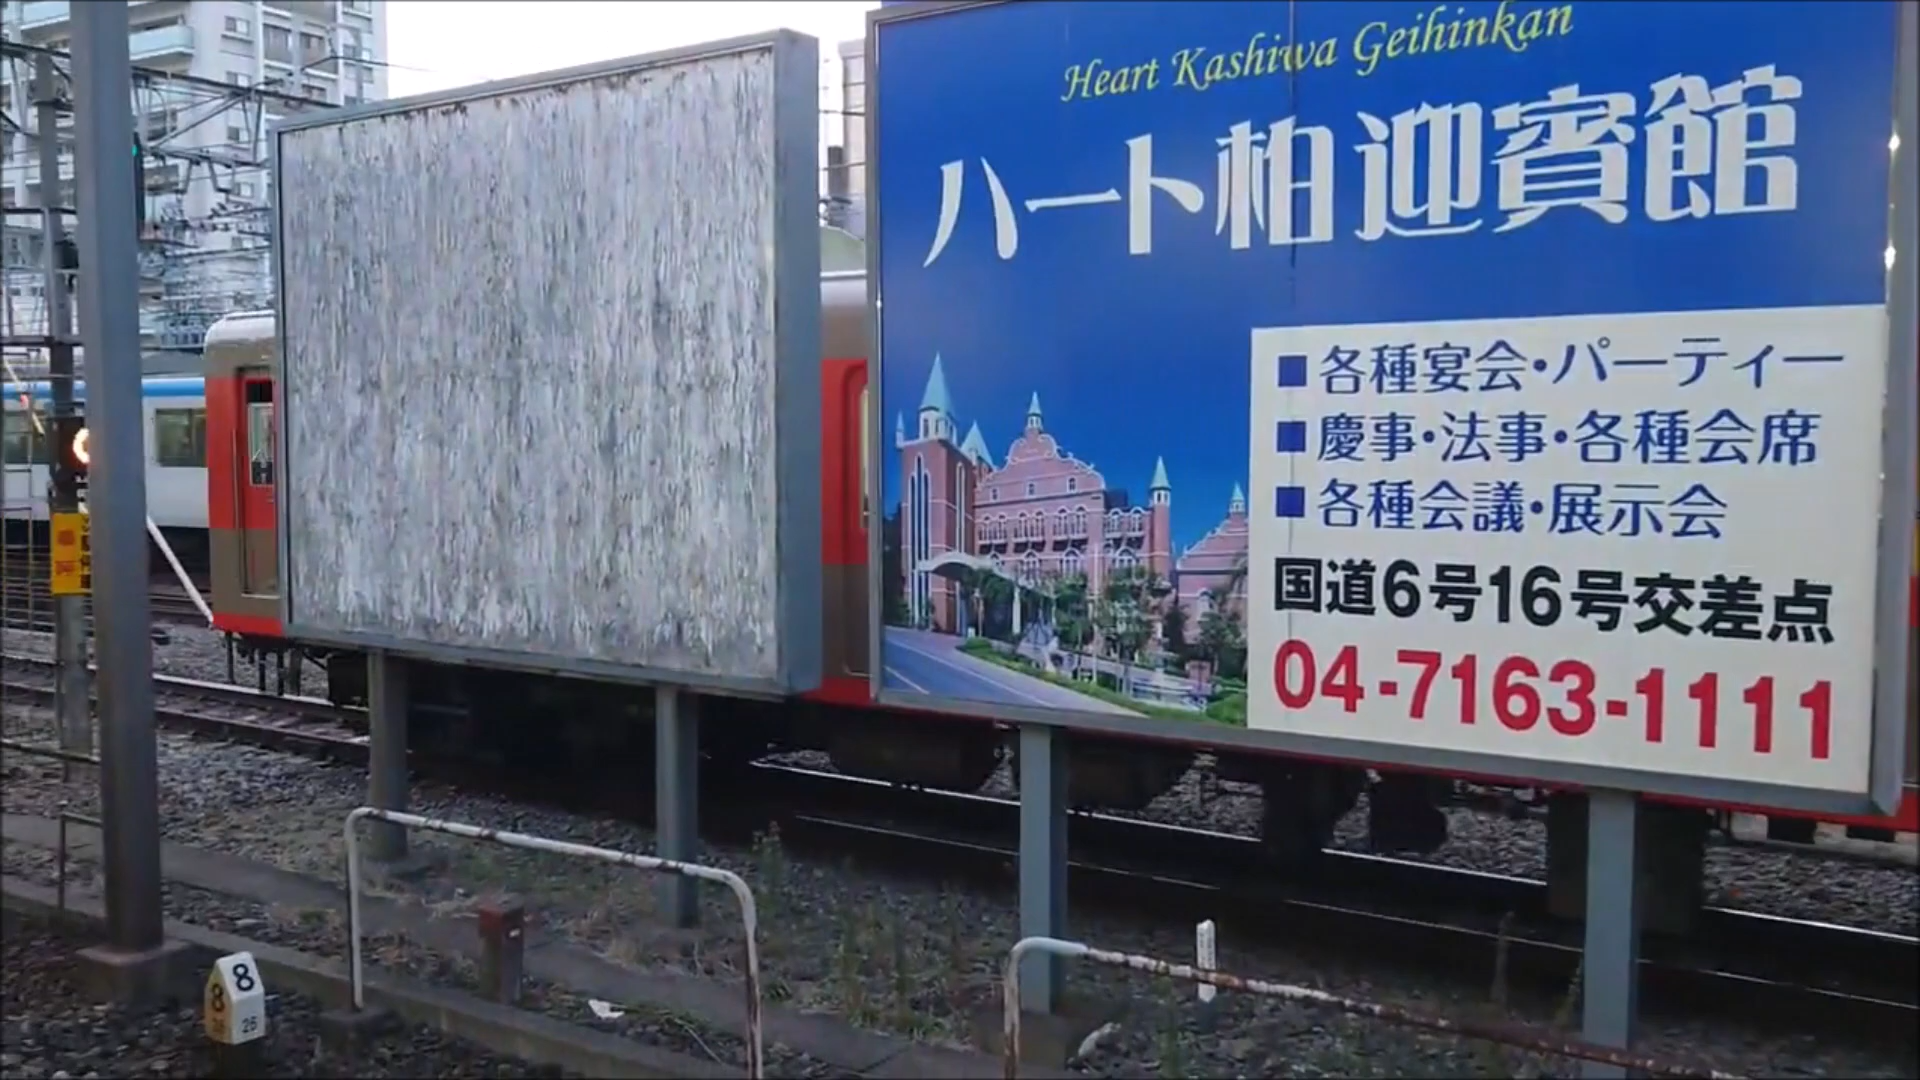 Heart Kashiwa Geihinkan
ハート柏迎賓館
■各種宴会・パーティー
■慶事・法事・各種会席
■各種会議・展示会
国道6号16号交差点
04-7163-1111
8
8
25